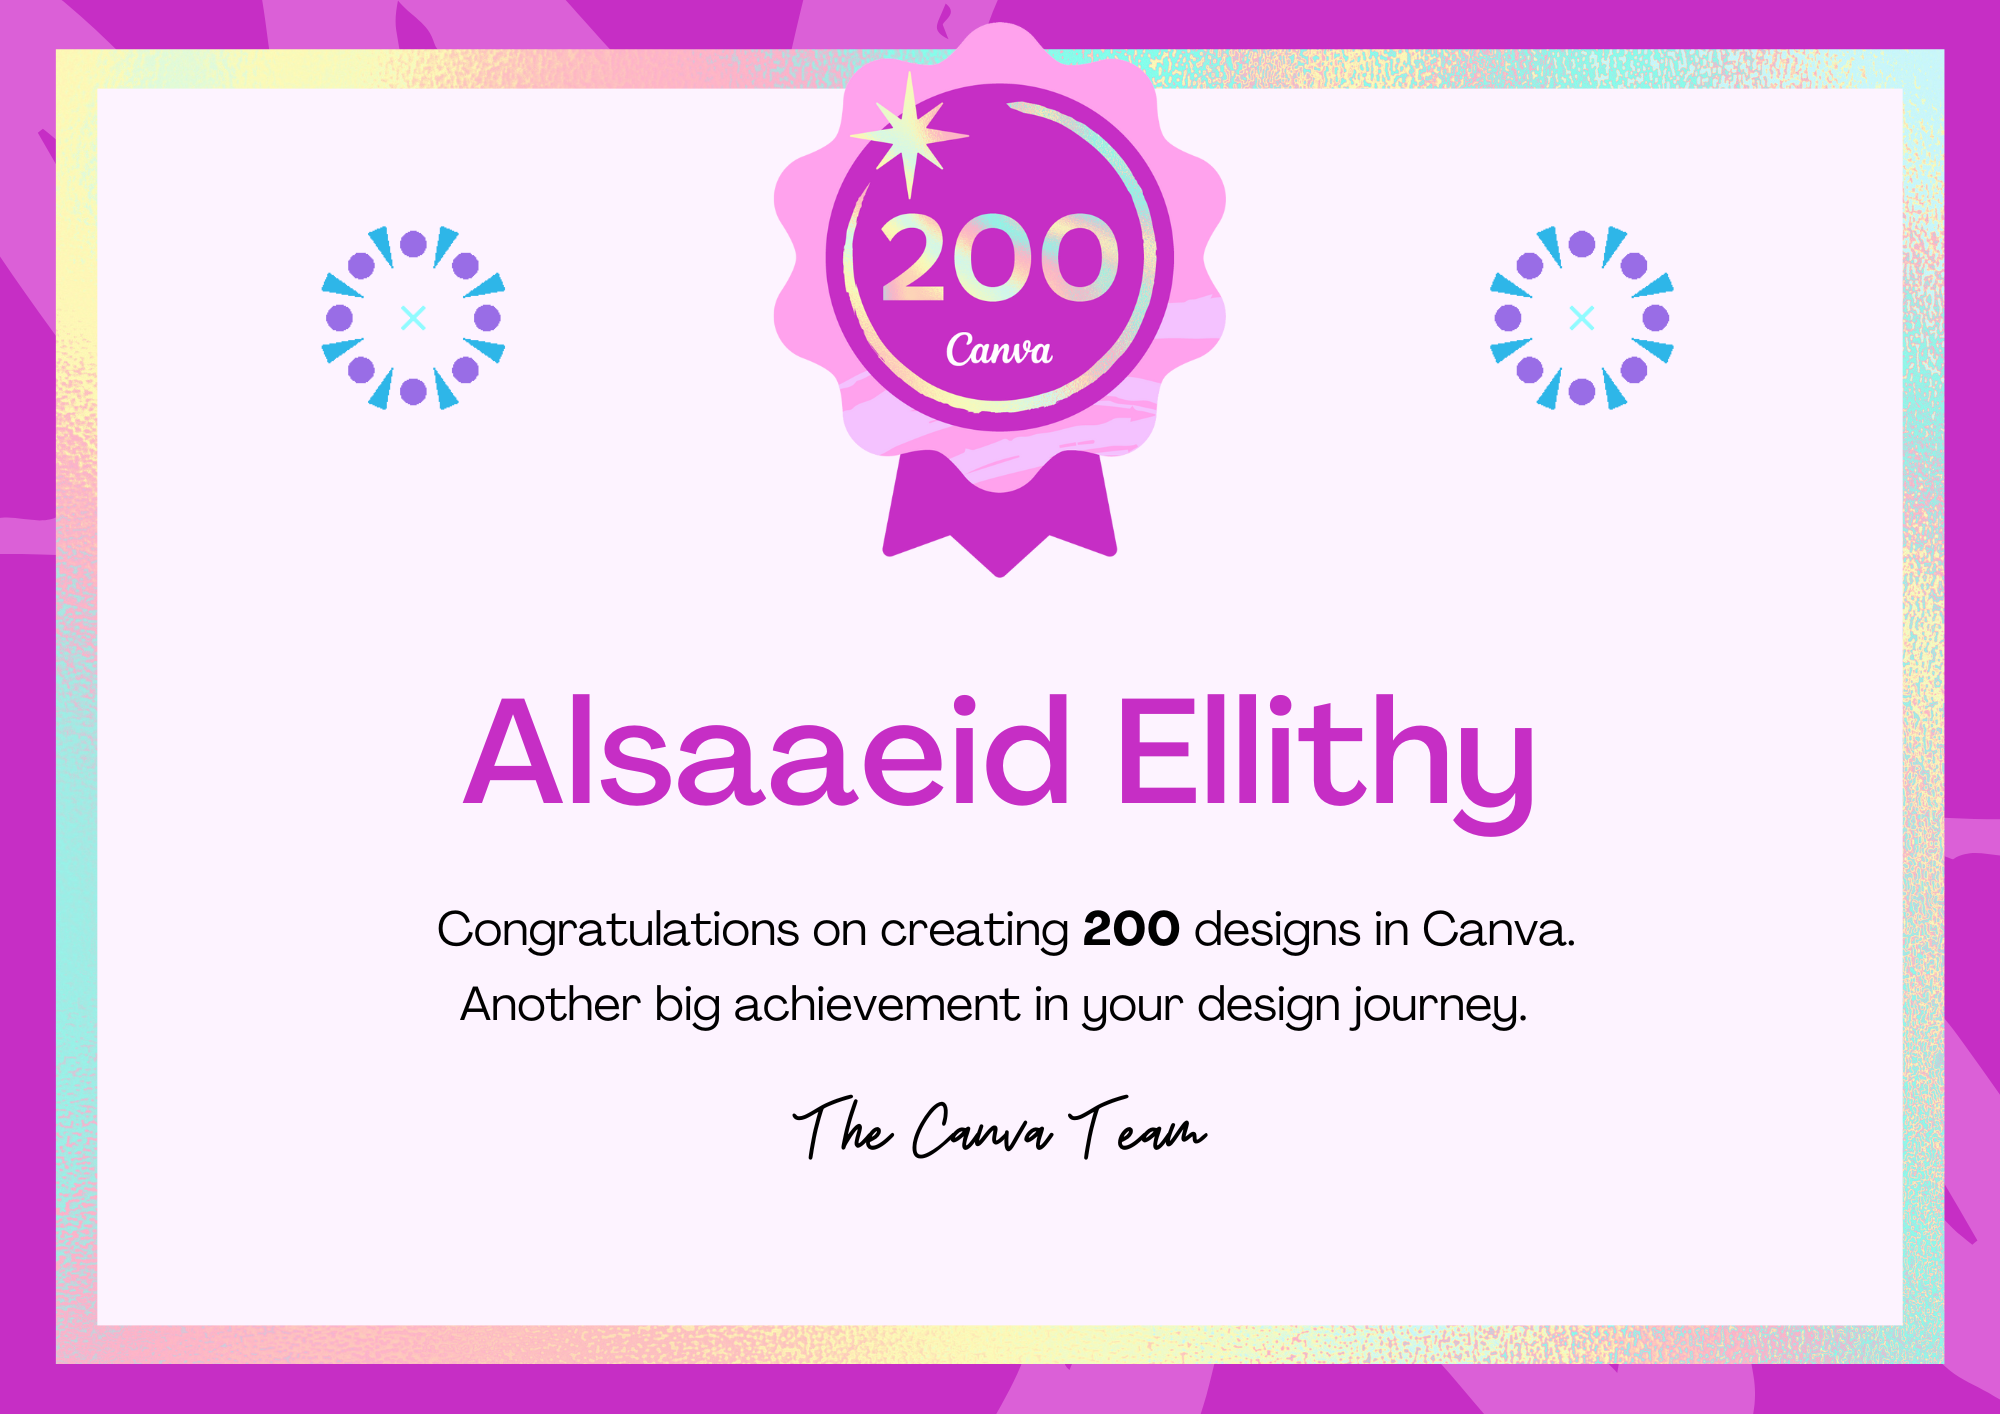 200
Canva
Alsaaeid Ellithy
Congratulations on creating 200 designs in Canva.
Another big achievement in your design journey.
The Canva Team